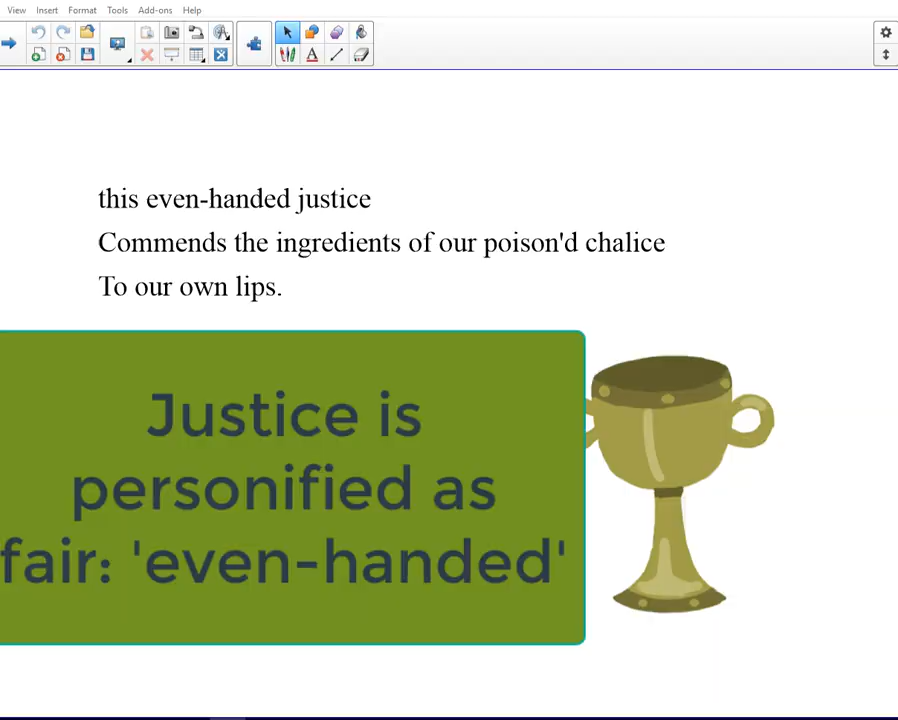 View Insert Format Tools Add-ons Help
this even-handed justice
Commends the ingredients of our poison'd chalice
To our own lips.
Justice is
personified as
fair: 'even-handed'